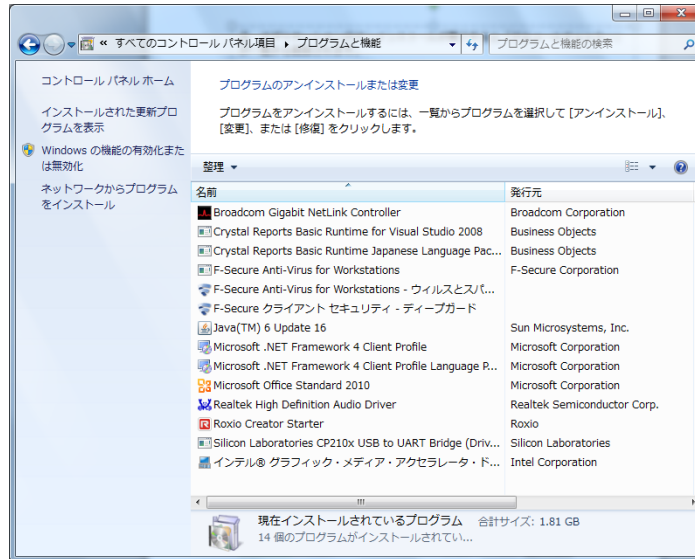 « すべてのコントロール パネル項目 ▸ プログラムと機能
プログラムと機能の検索
コントロール パネル ホーム
インストールされた更新プロ
グラムを表示
Windows の機能の有効化また
は無効化
ネットワークからプログラム
をインストール
プログラムのアンインストールまたは変更
プログラムをアンインストールするには、一覧からプログラムを選択して [アンインストール]、
[変更]、または [修復] をクリックします。
整理
名前 発行元
Broadcom Gigabit NetLink Controller Broadcom Corporation
Crystal Reports Basic Runtime for Visual Studio 2008 Business Objects
Crystal Reports Basic Runtime Japanese Language Pac... Business Objects
F-Secure Anti-Virus for Workstations F-Secure Corporation
F-Secure Anti-Virus for Workstations - ウィルスとスパ...
F-Secure クライアント セキュリティ - ディープガード
Java(TM) 6 Update 16 Sun Microsystems, Inc.
Microsoft .NET Framework 4 Client Profile Microsoft Corporation
Microsoft .NET Framework 4 Client Profile Language P... Microsoft Corporation
Microsoft Office Standard 2010 Microsoft Corporation
Realtek High Definition Audio Driver Realtek Semiconductor Corp.
Roxio Creator Starter Roxio
Silicon Laboratories CP210x USB to UART Bridge (Driv... Silicon Laboratories
インテル® グラフィック・メディア・アクセラレータ・ド... Intel Corporation
現在インストールされているプログラム 合計サイズ: 1.81 GB
14 個のプログラムがインストールされてい...